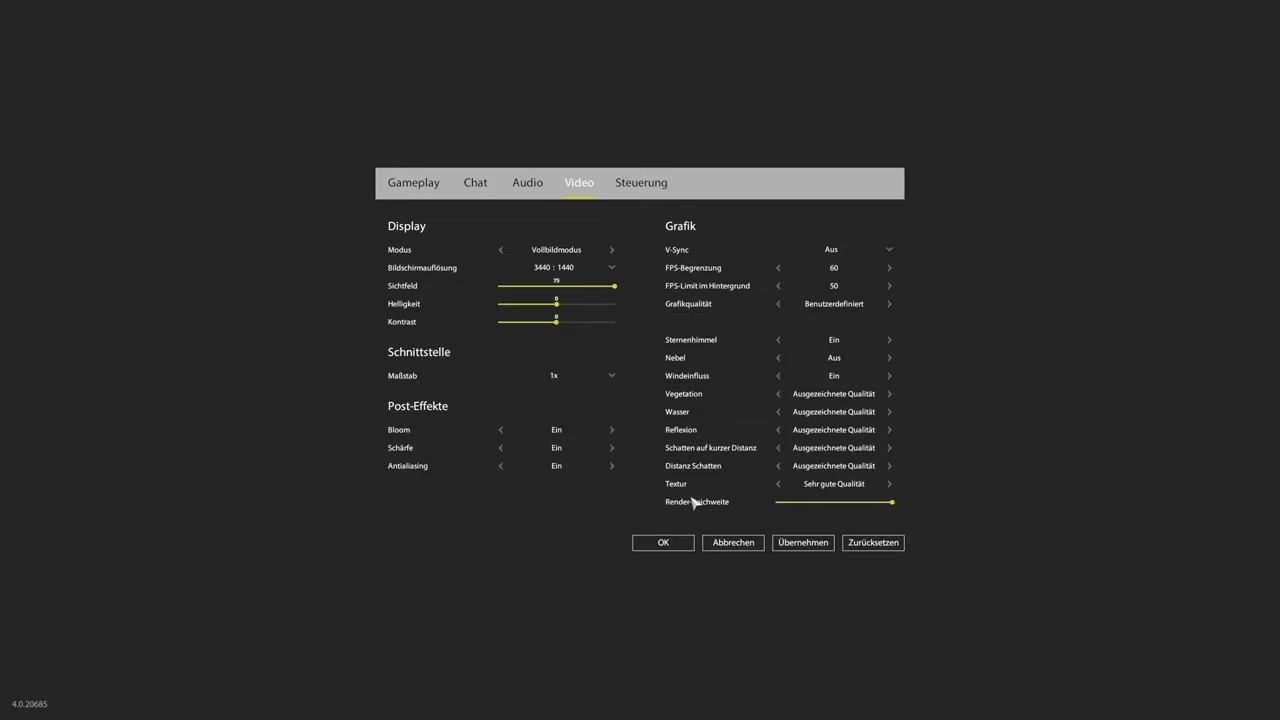 Gameplay Chat Audio Video Steuerung
Display
Modus Vollbildmodus
Bildschirmauflösung 3440 : 1440
Sichtfeld 75
Helligkeit 0
Kontrast 0
Schnittstelle
Maßstab 1x
Post-Effekte
Bloom Ein
Schärfe Ein
Antialiasing Ein
Grafik
V-Sync Aus
FPS-Begrenzung 60
FPS-Limit im Hintergrund 50
Grafikqualität Benutzerdefiniert
Sternenhimmel Ein
Nebel Aus
Windeinfluss Ein
Vegetation Ausgezeichnete Qualität
Wasser Ausgezeichnete Qualität
Reflexion Ausgezeichnete Qualität
Schatten auf kurzer Distanz Ausgezeichnete Qualität
Distanz Schatten Ausgezeichnete Qualität
Textur Sehr gute Qualität
OK Abbrechen Übernehmen Zurücksetzen
4.0.20685